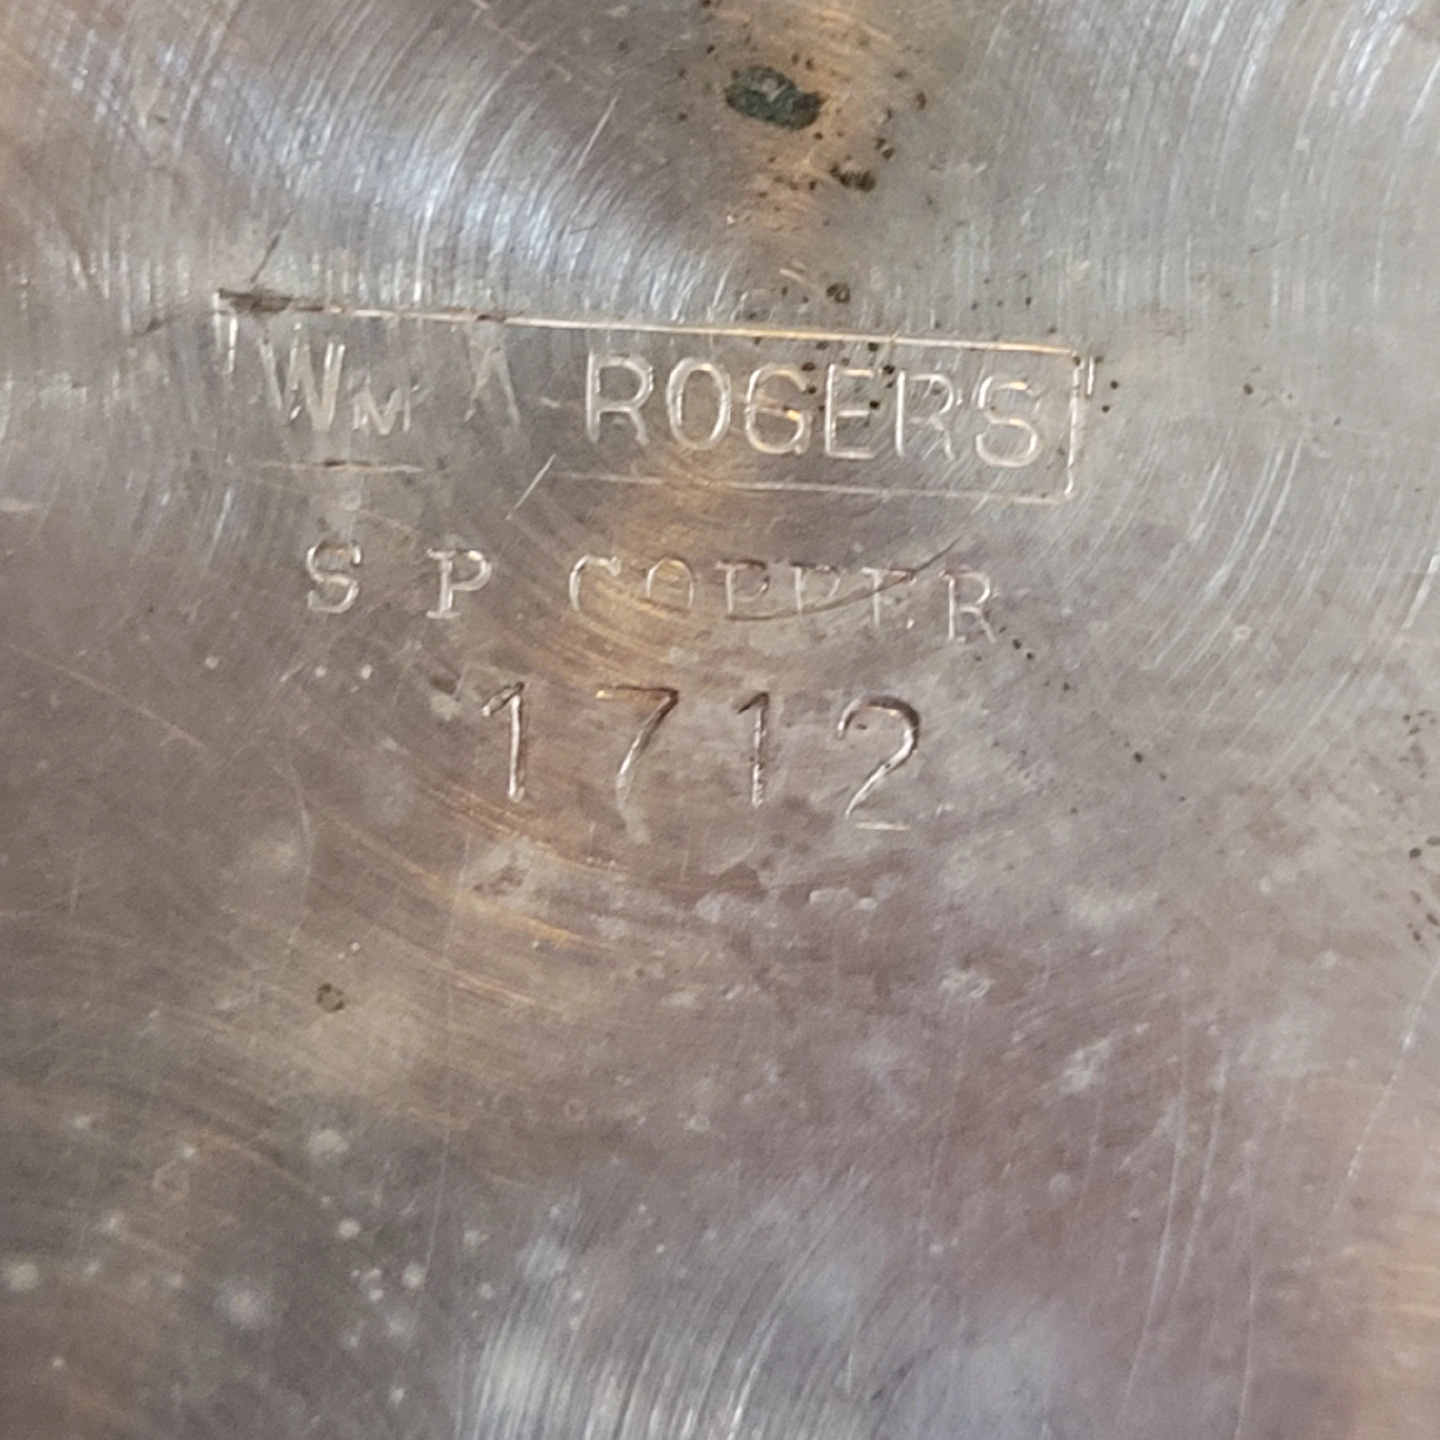 "WM A ROGERS"
S P COPPER
1712